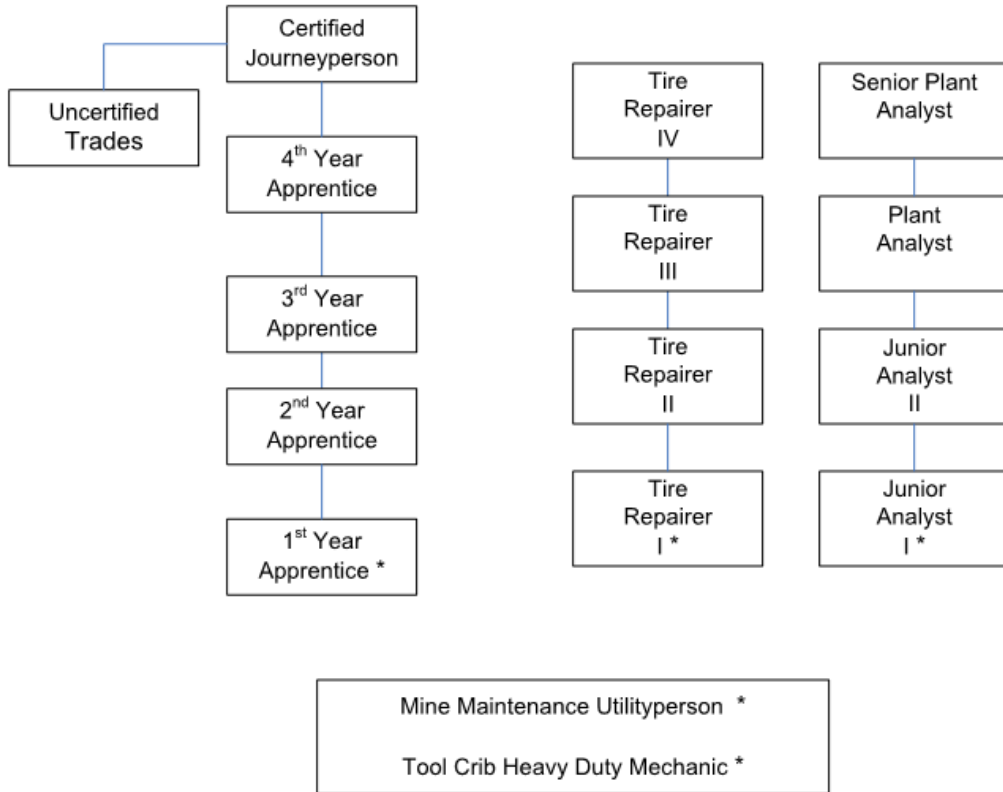 Certified
Journeyperson
Uncertified
Trades
4th Year
Apprentice
3rd Year
Apprentice
2nd Year
Apprentice
1st Year
Apprentice *
Tire
Repairer
IV
Tire
Repairer
III
Tire
Repairer
II
Tire
Repairer
I *
Senior Plant
Analyst
Plant
Analyst
Junior
Analyst
II
Junior
Analyst
I *
Mine Maintenance Utilityperson *
Tool Crib Heavy Duty Mechanic *